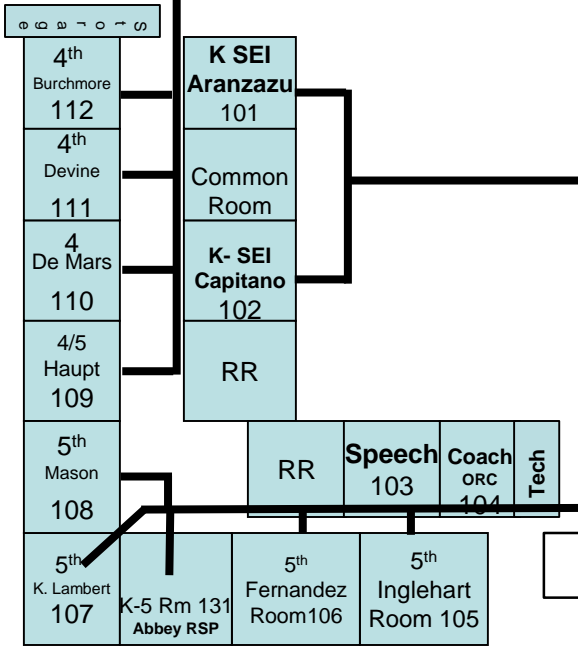 Storage
4th
Burchmore
112
4th
Devine
111
4
De Mars
110
4/5
Haupt
109
5th
Mason
108
5th
K. Lambert
107
K SEI
Aranzazu
101
Common
Room
K- SEI
Capitano
102
RR
RR
Speech
103
Coach
ORC
104
Tech
K-5 Rm 131
Abbey RSP
5th
Fernandez
Room106
5th
Inglehart
Room 105